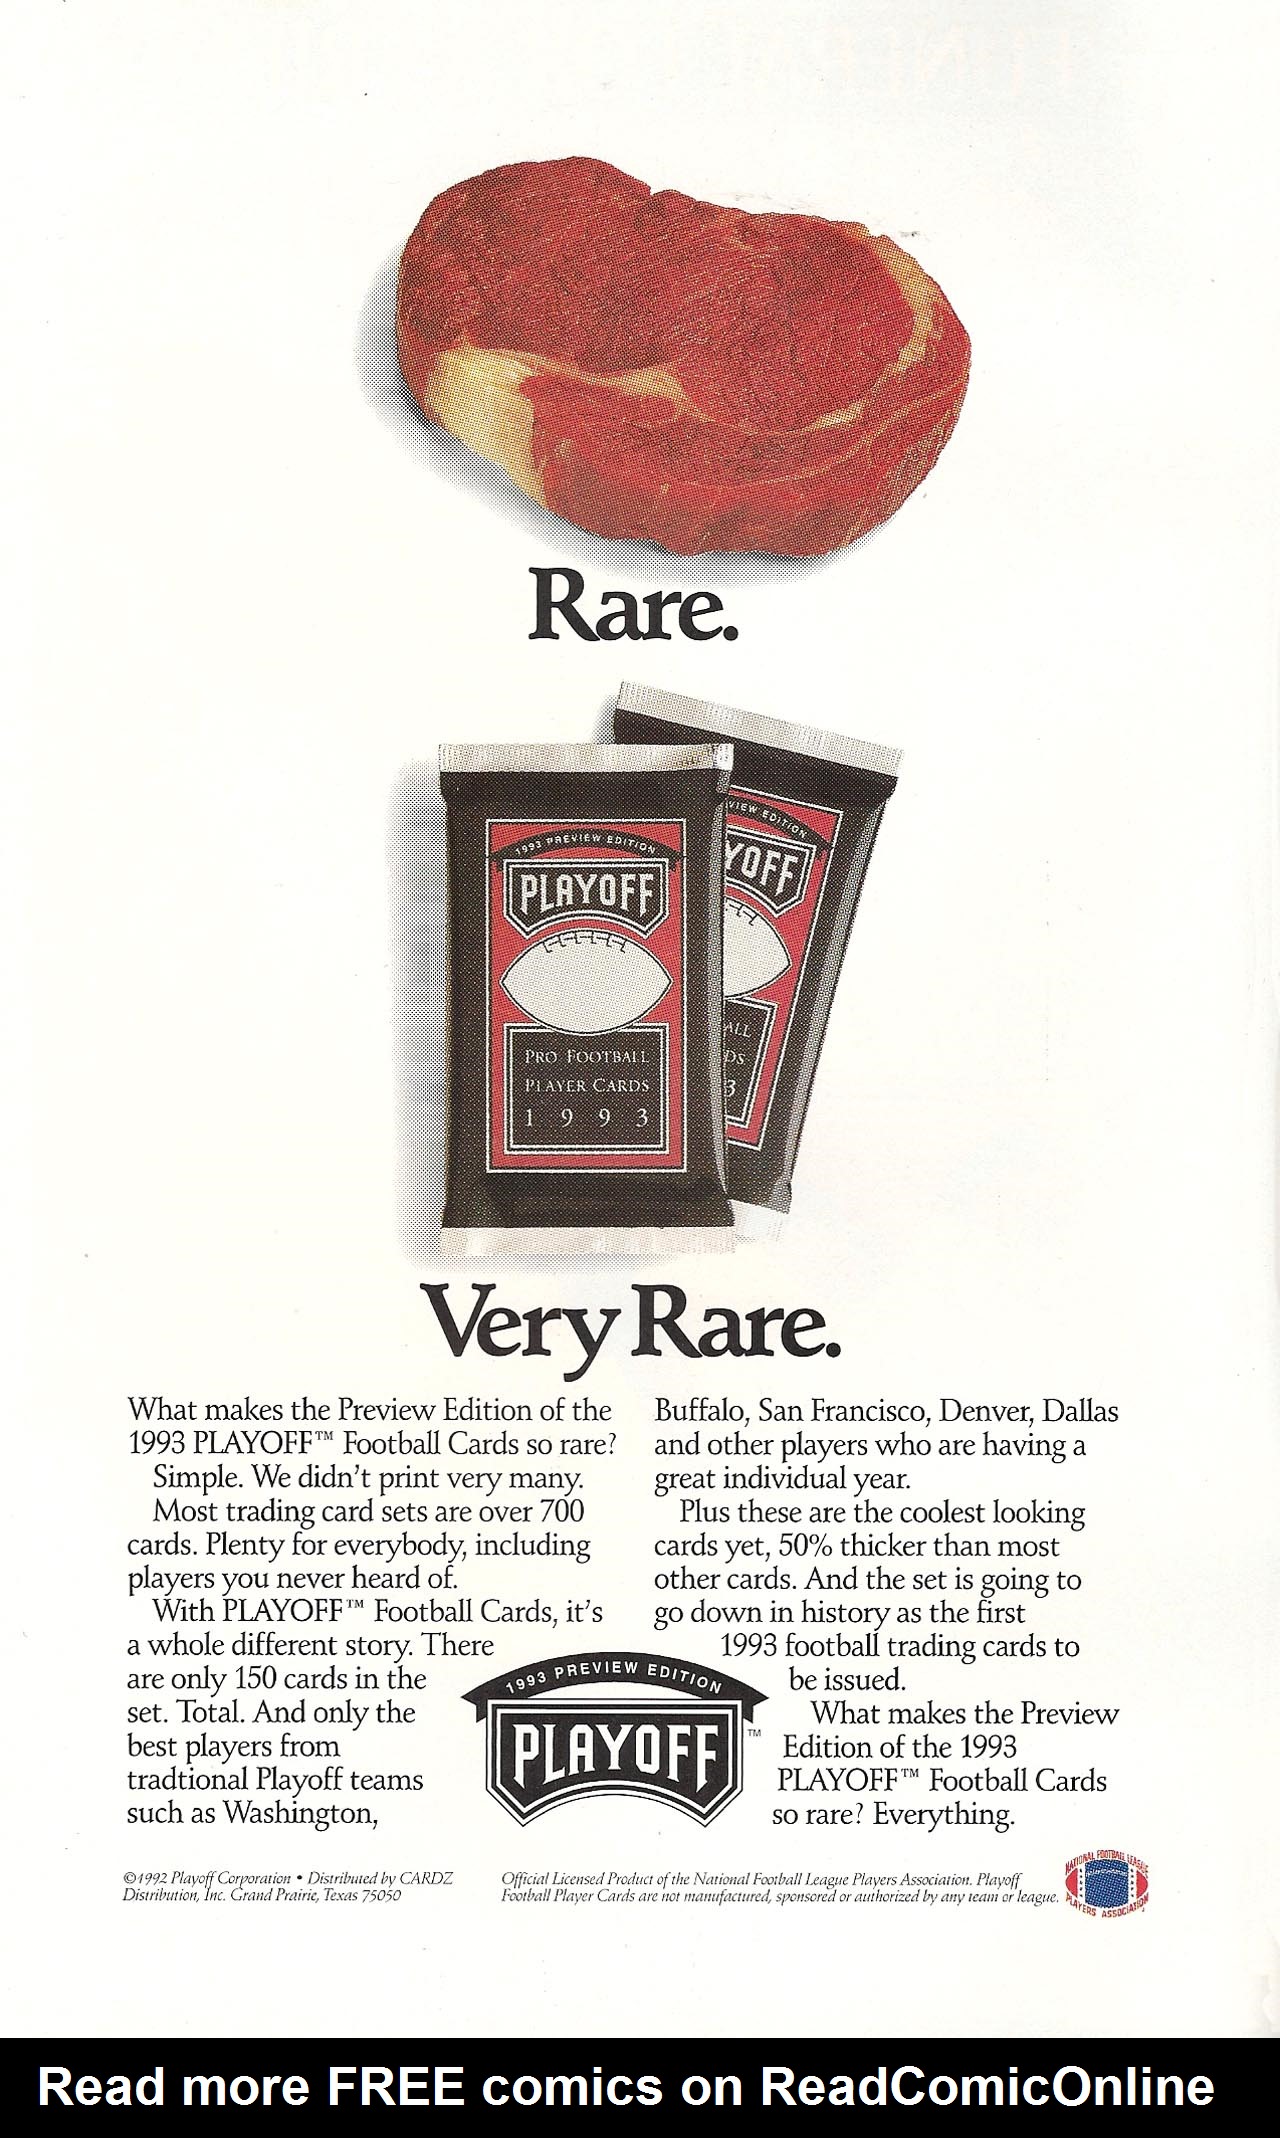 Rare.
1993 PREVIEW EDITION
PLAYOFF
PRO FOOTBALL
PLAYER CARDS
1 9 9 3
VIEW EDITION
YOFF
ALL
DS
3
Very Rare.
What makes the Preview Edition of the
1993 PLAYOFF™ Football Cards so rare?
Simple. We didn't print very many.
Most trading card sets are over 700
cards. Plenty for everybody, including
players you never heard of.
With PLAYOFF™ Football Cards, it's
a whole different story. There
are only 150 cards in the
set. Total. And only the
best players from
tradtional Playoff teams
such as Washington,
Buffalo, San Francisco, Denver, Dallas
and other players who are having a
great individual year.
Plus these are the coolest looking
cards yet, 50% thicker than most
other cards. And the set is going to
go down in history as the first
1993 football trading cards to
be issued.
What makes the Preview
Edition of the 1993
PLAYOFF™ Football Cards
so rare? Everything.
1993 PREVIEW EDITION
PLAYOFF™
©1992 Playoff Corporation • Distributed by CARDZ
Distribution, Inc. Grand Prairie, Texas 75050
Official Licensed Product of the National Football League Players Association. Playoff
Football Player Cards are not manufactured, sponsored or authorized by any team or league.
NATIONAL FOOTBALL LEAGUE
PLAYERS ASSOCIATION
Read more FREE comics on ReadComicOnline